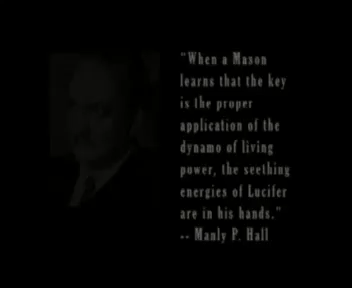 "When a Mason
learns that the key
is the proper
application of the
dynamo of living
power, the seething
energies of Lucifer
are in his hands."
-- Manly P. Hall